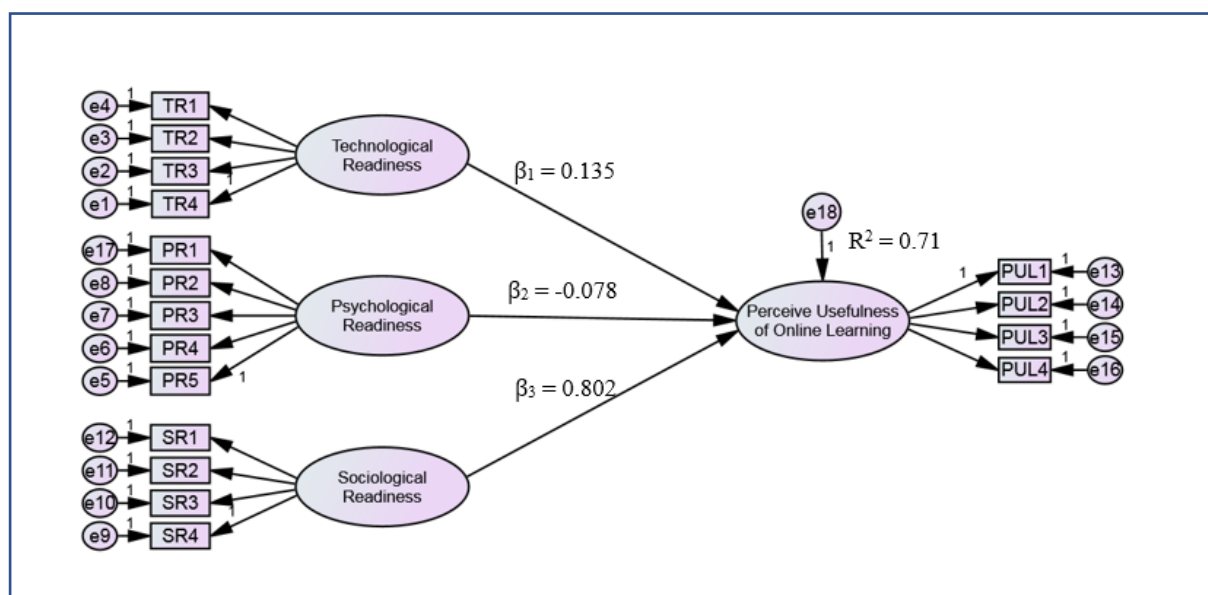 e4 1 TR1
e3 1 TR2
e2 1 TR3 1
e1 1 TR4
Technological
Readiness
β₁ = 0.135
e17 1 PR1
e8 1 PR2
e7 1 PR3
e6 1 PR4
e5 1 PR5 1
Psychological
Readiness
β₂ = -0.078
e12 1 SR1
e11 1 SR2
e10 1 SR3 1
e9 1 SR4
Sociological
Readiness
β₃ = 0.802
e18
1 R² = 0.71
Perceive Usefulness
of Online Learning
1 PUL1 1 e13
PUL2 1 e14
PUL3 1 e15
PUL4 1 e16